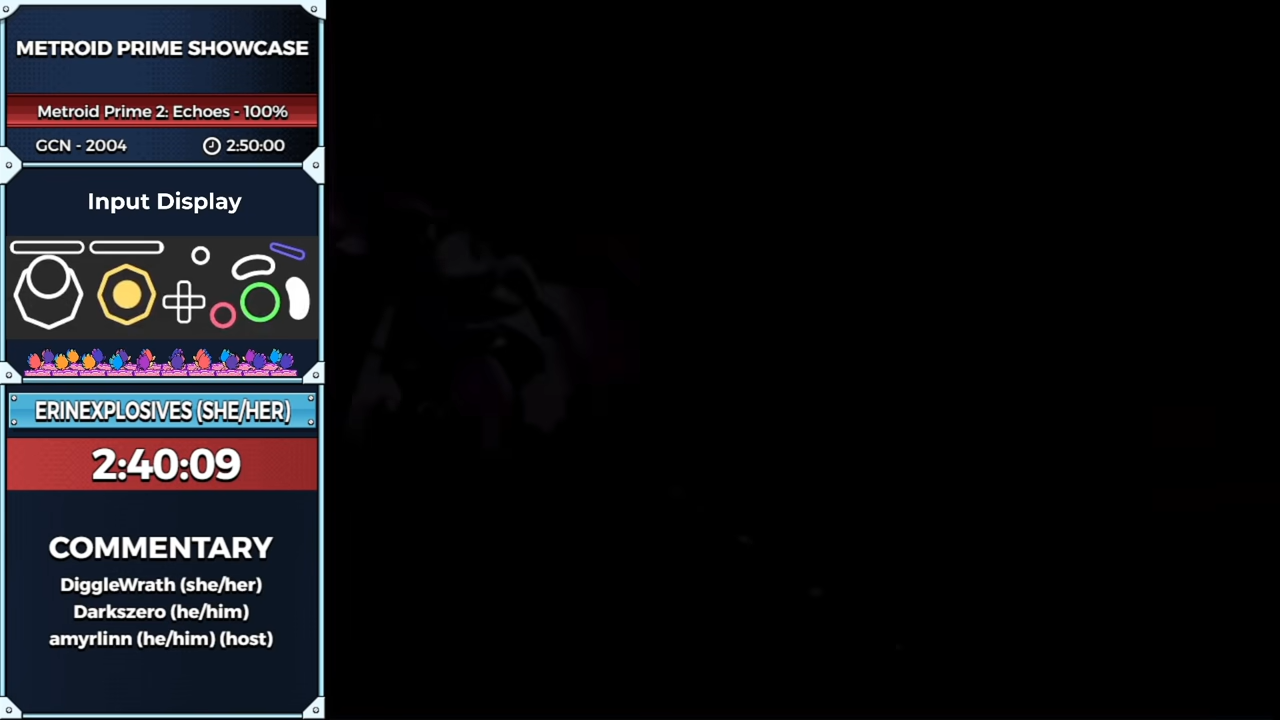 METROID PRIME SHOWCASE
Metroid Prime 2: Echoes - 100%
GCN - 2004 2:50:00
Input Display
ERINEXPLOSIVES (SHE/HER)
2:40:09
COMMENTARY
DiggleWrath (she/her)
Darkszero (he/him)
amyrlinn (he/him) (host)